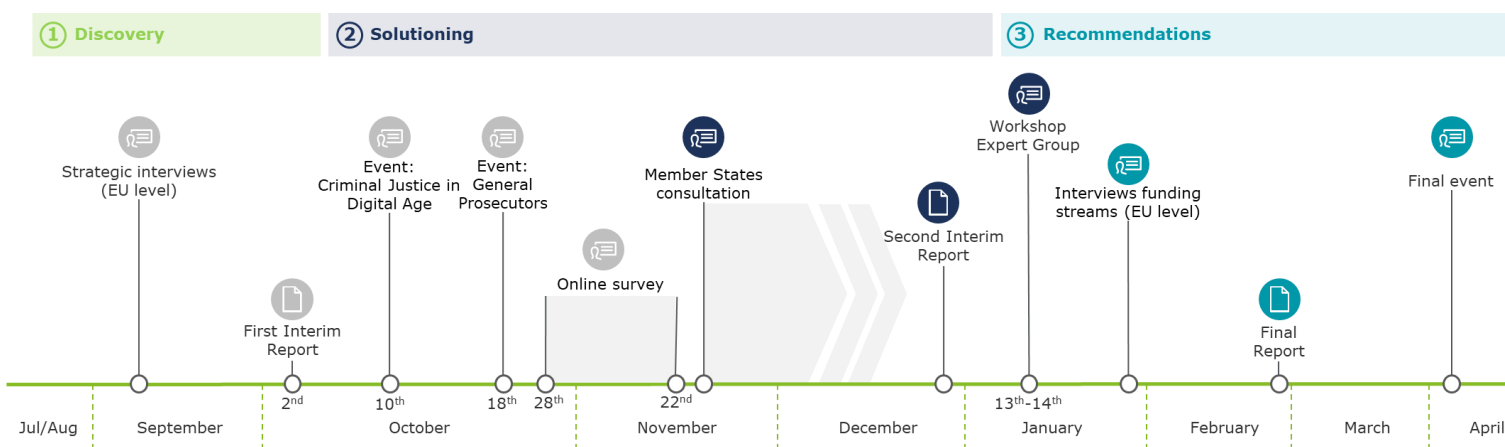 1 Discovery
2 Solutioning
3 Recommendations
Strategic interviews
(EU level)
First Interim
Report
Event:
Criminal Justice in
Digital Age
Event:
General
Prosecutors
Online survey
Member States
consultation
Second Interim
Report
Workshop
Expert Group
Interviews funding
streams (EU level)
Final
Report
Final event
2nd
10th
18th
28th
22nd
13th-14th
Jul/Aug
September
October
November
December
January
February
March
April